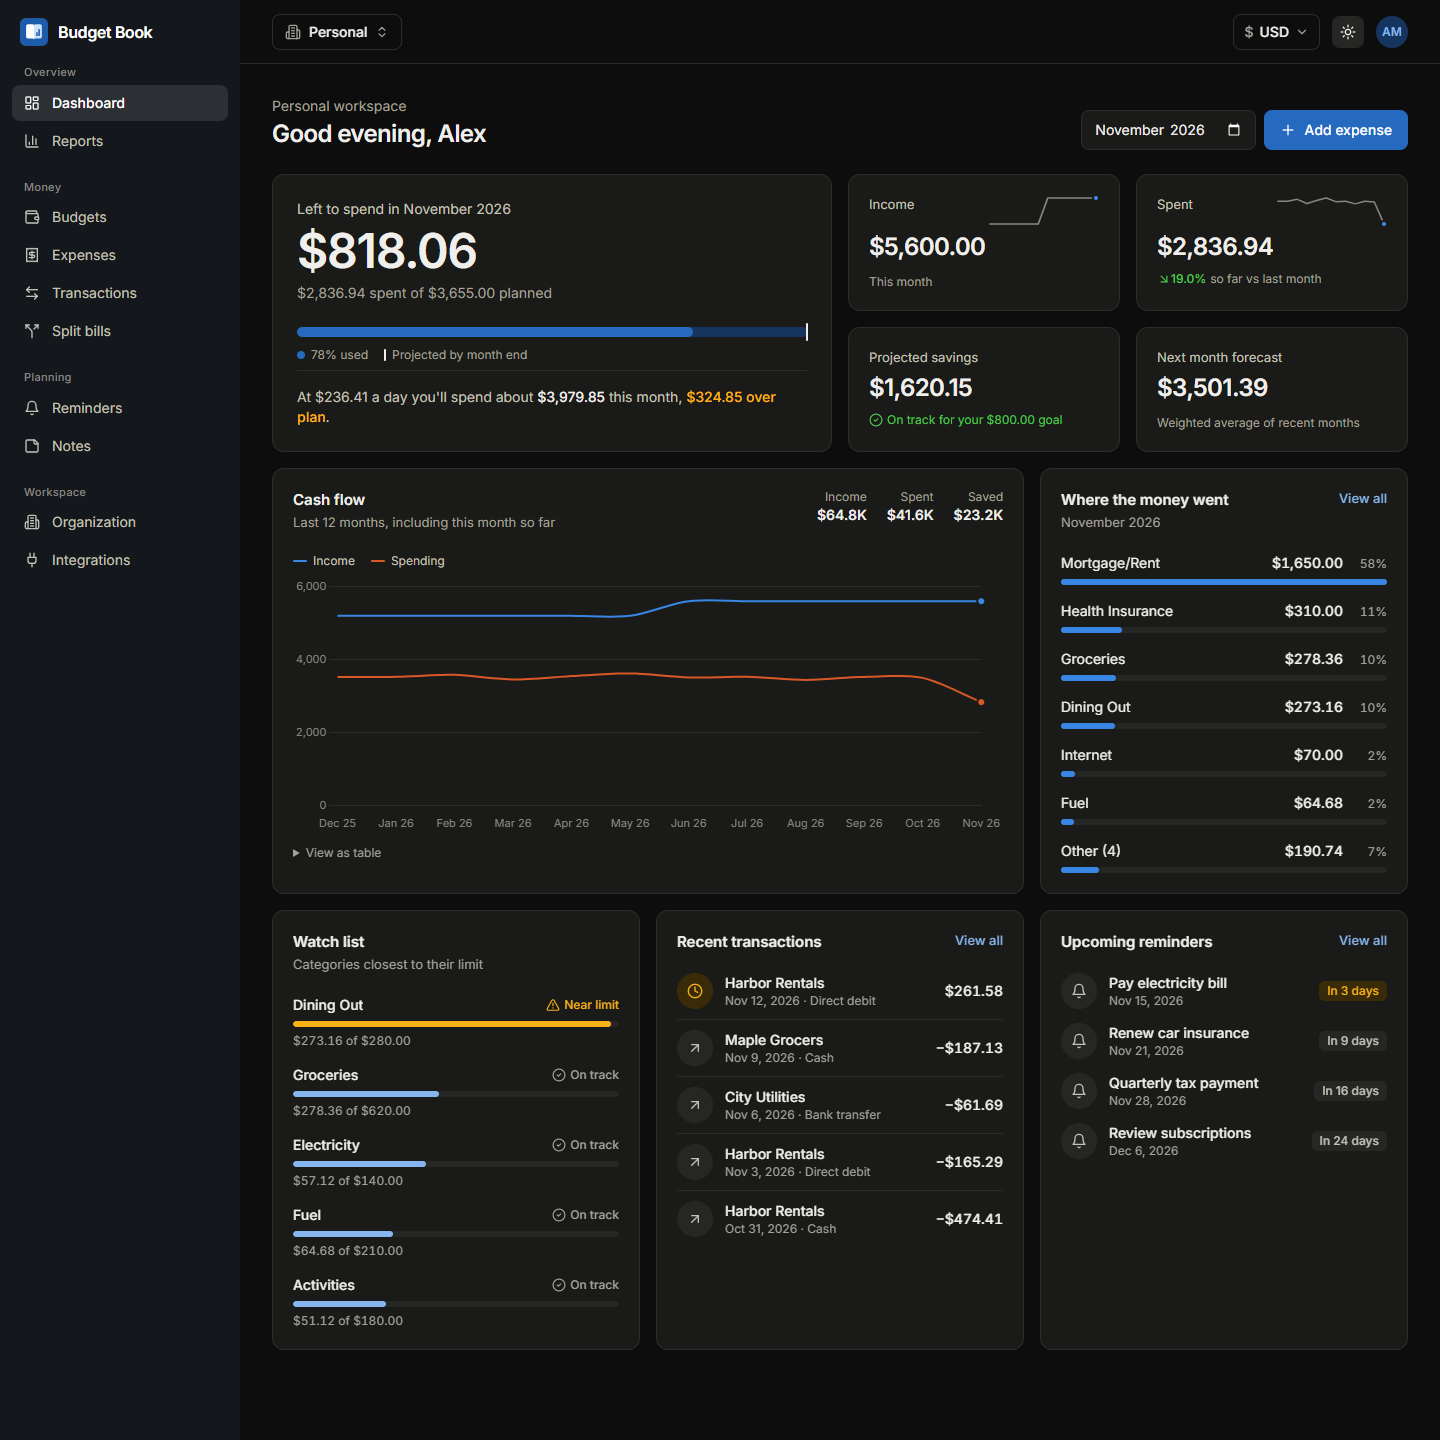 Budget Book
Overview
Dashboard
Reports
Money
Budgets
Expenses
Transactions
Split bills
Planning
Reminders
Notes
Workspace
Organization
Integrations
Personal
$ USD
AM
Personal workspace
Good evening, Alex
November 2026
Add expense
Left to spend in November 2026
$818.06
$2,836.94 spent of $3,655.00 planned
78% used
Projected by month end
At $236.41 a day you'll spend about $3,979.85 this month, $324.85 over
plan.
Income
$5,600.00
This month
Spent
$2,836.94
19.0% so far vs last month
Projected savings
$1,620.15
On track for your $800.00 goal
Next month forecast
$3,501.39
Weighted average of recent months
Cash flow
Last 12 months, including this month so far
Income Spent Saved
$64.8K $41.6K $23.2K
Income Spending
6,000
4,000
2,000
0
Dec 25 Jan 26 Feb 26 Mar 26 Apr 26 May 26 Jun 26 Jul 26 Aug 26 Sep 26 Oct 26 Nov 26
View as table
Where the money went
View all
November 2026
Mortgage/Rent $1,650.00 58%
Health Insurance $310.00 11%
Groceries $278.36 10%
Dining Out $273.16 10%
Internet $70.00 2%
Fuel $64.68 2%
Other (4) $190.74 7%
Watch list
Categories closest to their limit
Dining Out Near limit
$273.16 of $280.00
Groceries On track
$278.36 of $620.00
Electricity On track
$57.12 of $140.00
Fuel On track
$64.68 of $210.00
Activities On track
$51.12 of $180.00
Recent transactions View all
Harbor Rentals $261.58
Nov 12, 2026 · Direct debit
Maple Grocers −$187.13
Nov 9, 2026 · Cash
City Utilities −$61.69
Nov 6, 2026 · Bank transfer
Harbor Rentals −$165.29
Nov 3, 2026 · Direct debit
Harbor Rentals −$474.41
Oct 31, 2026 · Cash
Upcoming reminders View all
Pay electricity bill In 3 days
Nov 15, 2026
Renew car insurance In 9 days
Nov 21, 2026
Quarterly tax payment In 16 days
Nov 28, 2026
Review subscriptions In 24 days
Dec 6, 2026